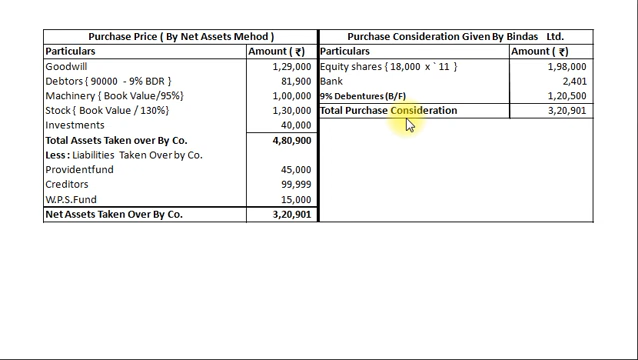 Purchase Price ( By Net Assets Mehod )
Particulars Amount ( ₹)
Goodwill 1,29,000
Debtors { 90000 - 9% BDR } 81,900
Machinery { Book Value/95%} 1,00,000
Stock { Book Value / 130%} 1,30,000
Investments 40,000
Total Assets Taken over By Co. 4,80,900
Less : Liabilities Taken Over by Co.
Providentfund 45,000
Creditors 99,999
W.P.S.Fund 15,000
Net Assets Taken Over By Co. 3,20,901
Purchase Consideration Given By Bindas Ltd.
Particulars Amount (₹)
Equity shares { 18,000 x ` 11 } 1,98,000
Bank 2,401
9% Debentures (B/F) 1,20,500
Total Purchase Consideration 3,20,901